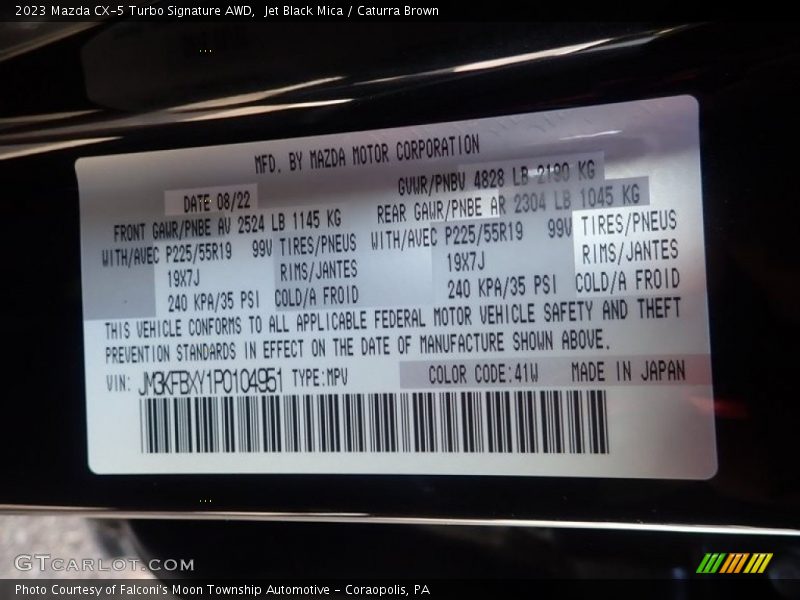 2023 Mazda CX-5 Turbo Signature AWD,  Jet Black Mica / Caturra Brown
MFD. BY MAZDA MOTOR CORPORATION
DATE 08/22
GVWR/PNBV 4828 LB 2190 KG
FRONT GAWR/PNBE AV 2524 LB 1145 KG
REAR GAWR/PNBE AR 2304 LB 1045 KG
WITH/AVEC P225/55R19 99V TIRES/PNEUS
WITH/AVEC P225/55R19 99V TIRES/PNEUS
19X7J RIMS/JANTES
19X7J RIMS/JANTES
240 KPA/35 PSI COLD/A FROID
240 KPA/35 PSI COLD/A FROID
THIS VEHICLE CONFORMS TO ALL APPLICABLE FEDERAL MOTOR VEHICLE SAFETY AND THEFT
PREVENTION STANDARDS IN EFFECT ON THE DATE OF MANUFACTURE SHOWN ABOVE.
VIN: JM3KFBXY1P0104951 TYPE:MPV COLOR CODE:41W MADE IN JAPAN
GTCARLOT.COM
Photo Courtesy of Falconi's Moon Township Automotive - Coraopolis, PA